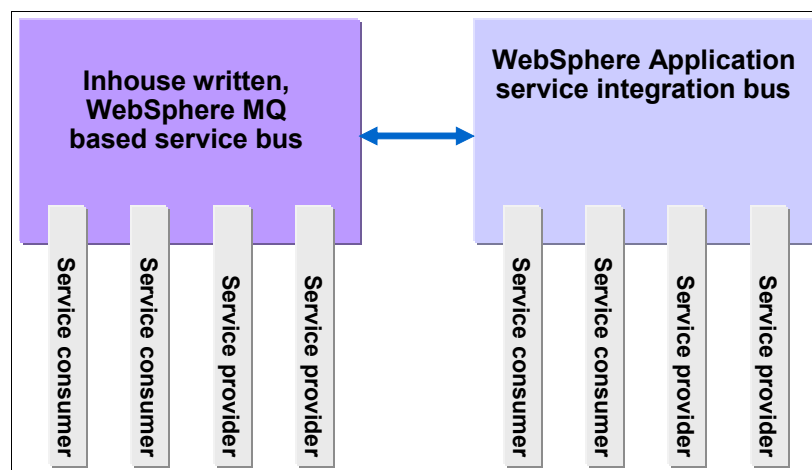 Inhouse written,
WebSphere MQ
based service bus
WebSphere Application
service integration bus
Service consumer
Service consumer
Service provider
Service provider
Service consumer
Service consumer
Service provider
Service provider